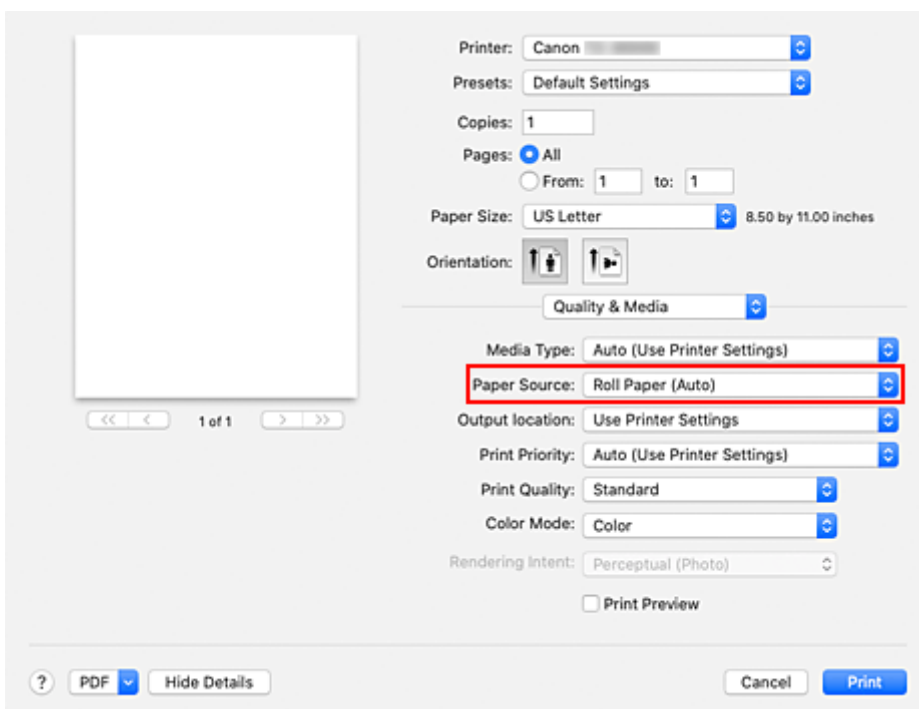 Printer: Canon
Presets: Default Settings
Copies: 1
Pages: All
From: 1 to: 1
Paper Size: US Letter 8.50 by 11.00 inches
Orientation:
Quality & Media
Media Type: Auto (Use Printer Settings)
Paper Source: Roll Paper (Auto)
<< < 1 of 1 > >>
Output location: Use Printer Settings
Print Priority: Auto (Use Printer Settings)
Print Quality: Standard
Color Mode: Color
Rendering Intent: Perceptual (Photo)
Print Preview
? PDF Hide Details Cancel Print